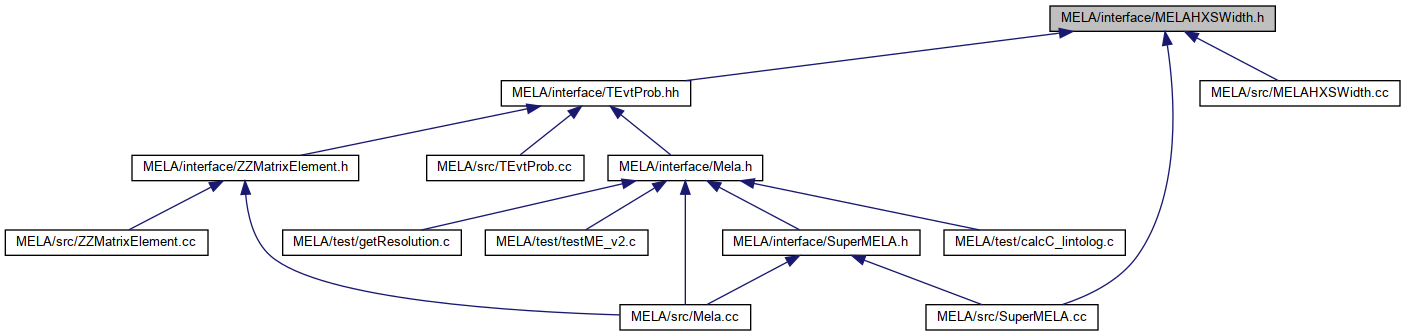 MELA/interface/MELAHXSWidth.h
MELA/interface/TEvtProb.hh
MELA/src/MELAHXSWidth.cc
MELA/interface/ZZMatrixElement.h
MELA/src/TEvtProb.cc
MELA/interface/Mela.h
MELA/src/ZZMatrixElement.cc
MELA/test/getResolution.c
MELA/test/testME_v2.c
MELA/interface/SuperMELA.h
MELA/test/calcC_lintolog.c
MELA/src/Mela.cc
MELA/src/SuperMELA.cc